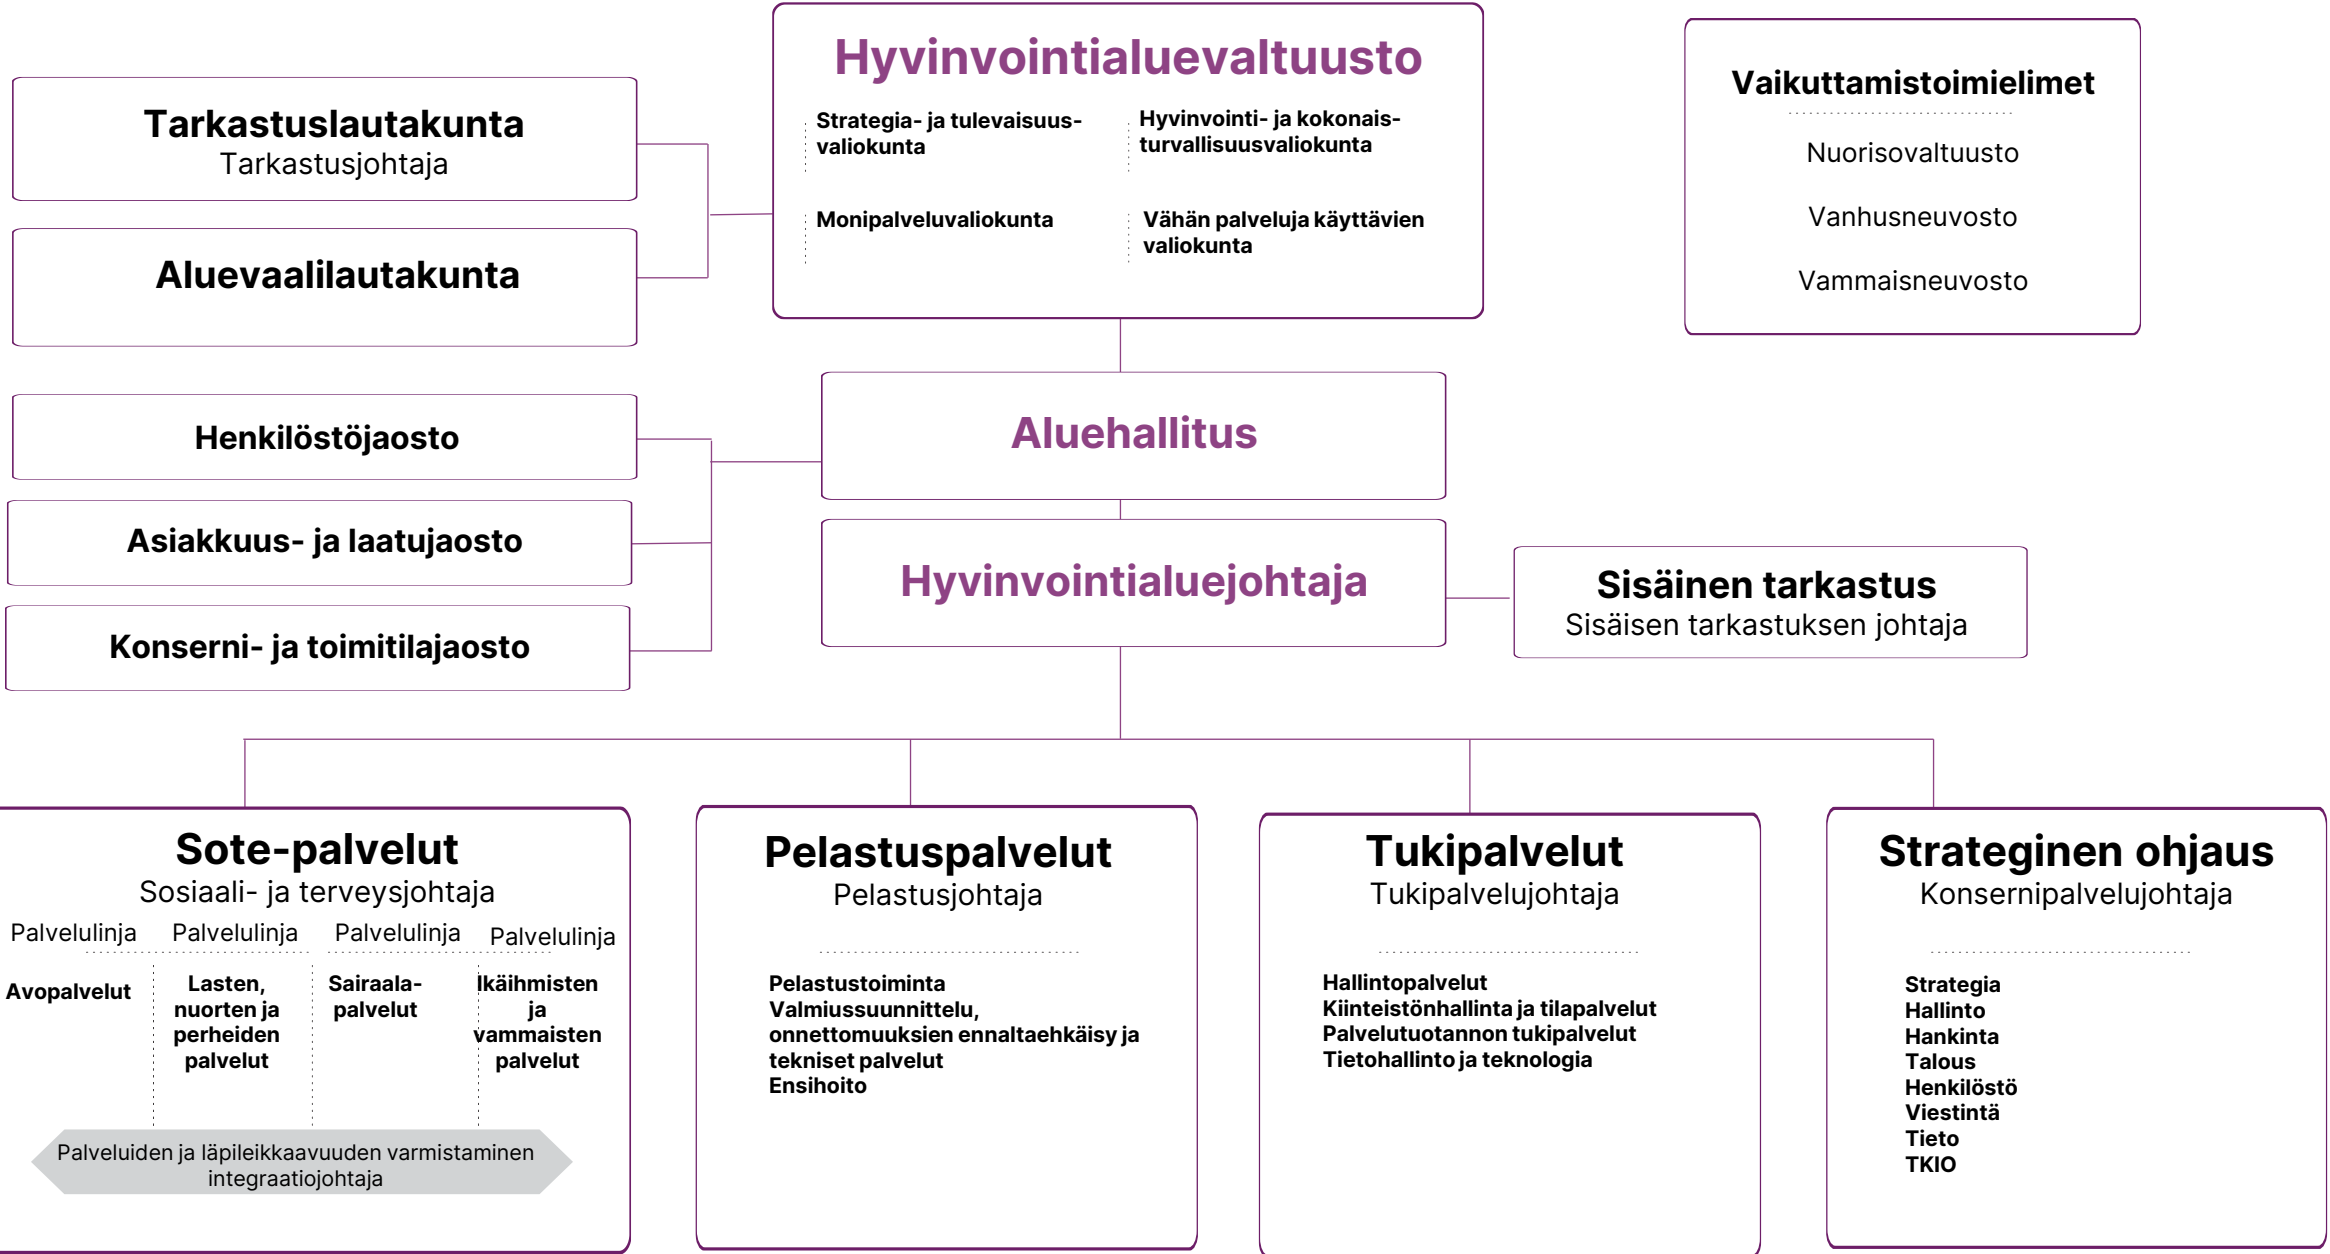 Hyvinvointialuevaltuusto
Strategia- ja tulevaisuus-
valiokunta
Hyvinvointi- ja kokonais-
turvallisuusvaliokunta
Monipalveluvaliokunta
Vähän palveluja käyttävien
valiokunta
Vaikuttamistoimielimet
Nuorisovaltuusto
Vanhusneuvosto
Vammaisneuvosto
Tarkastuslautakunta
Tarkastusjohtaja
Aluevaalilautakunta
Aluehallitus
Henkilöstöjaosto
Asiakkuus- ja laatujaosto
Konserni- ja toimitilajaosto
Hyvinvointialuejohtaja
Sisäinen tarkastus
Sisäisen tarkastuksen johtaja
Sote-palvelut
Sosiaali- ja terveysjohtaja
Palvelulinja
Avopalvelut
Palvelulinja
Lasten,
nuorten ja
perheiden
palvelut
Palvelulinja
Sairaala-
palvelut
Palvelulinja
Ikäihmisten
ja
vammaisten
palvelut
Palveluiden ja läpileikkaavuuden varmistaminen
integraatiojohtaja
Pelastuspalvelut
Pelastusjohtaja
Pelastustoiminta
Valmiussuunnittelu,
onnettomuuksien ennaltaehkäisy ja
tekniset palvelut
Ensihoito
Tukipalvelut
Tukipalvelujohtaja
Hallintopalvelut
Kiinteistönhallinta ja tilapalvelut
Palvelutuotannon tukipalvelut
Tietohallinto ja teknologia
Strateginen ohjaus
Konsernipalvelujohtaja
Strategia
Hallinto
Hankinta
Talous
Henkilöstö
Viestintä
Tieto
TKIO